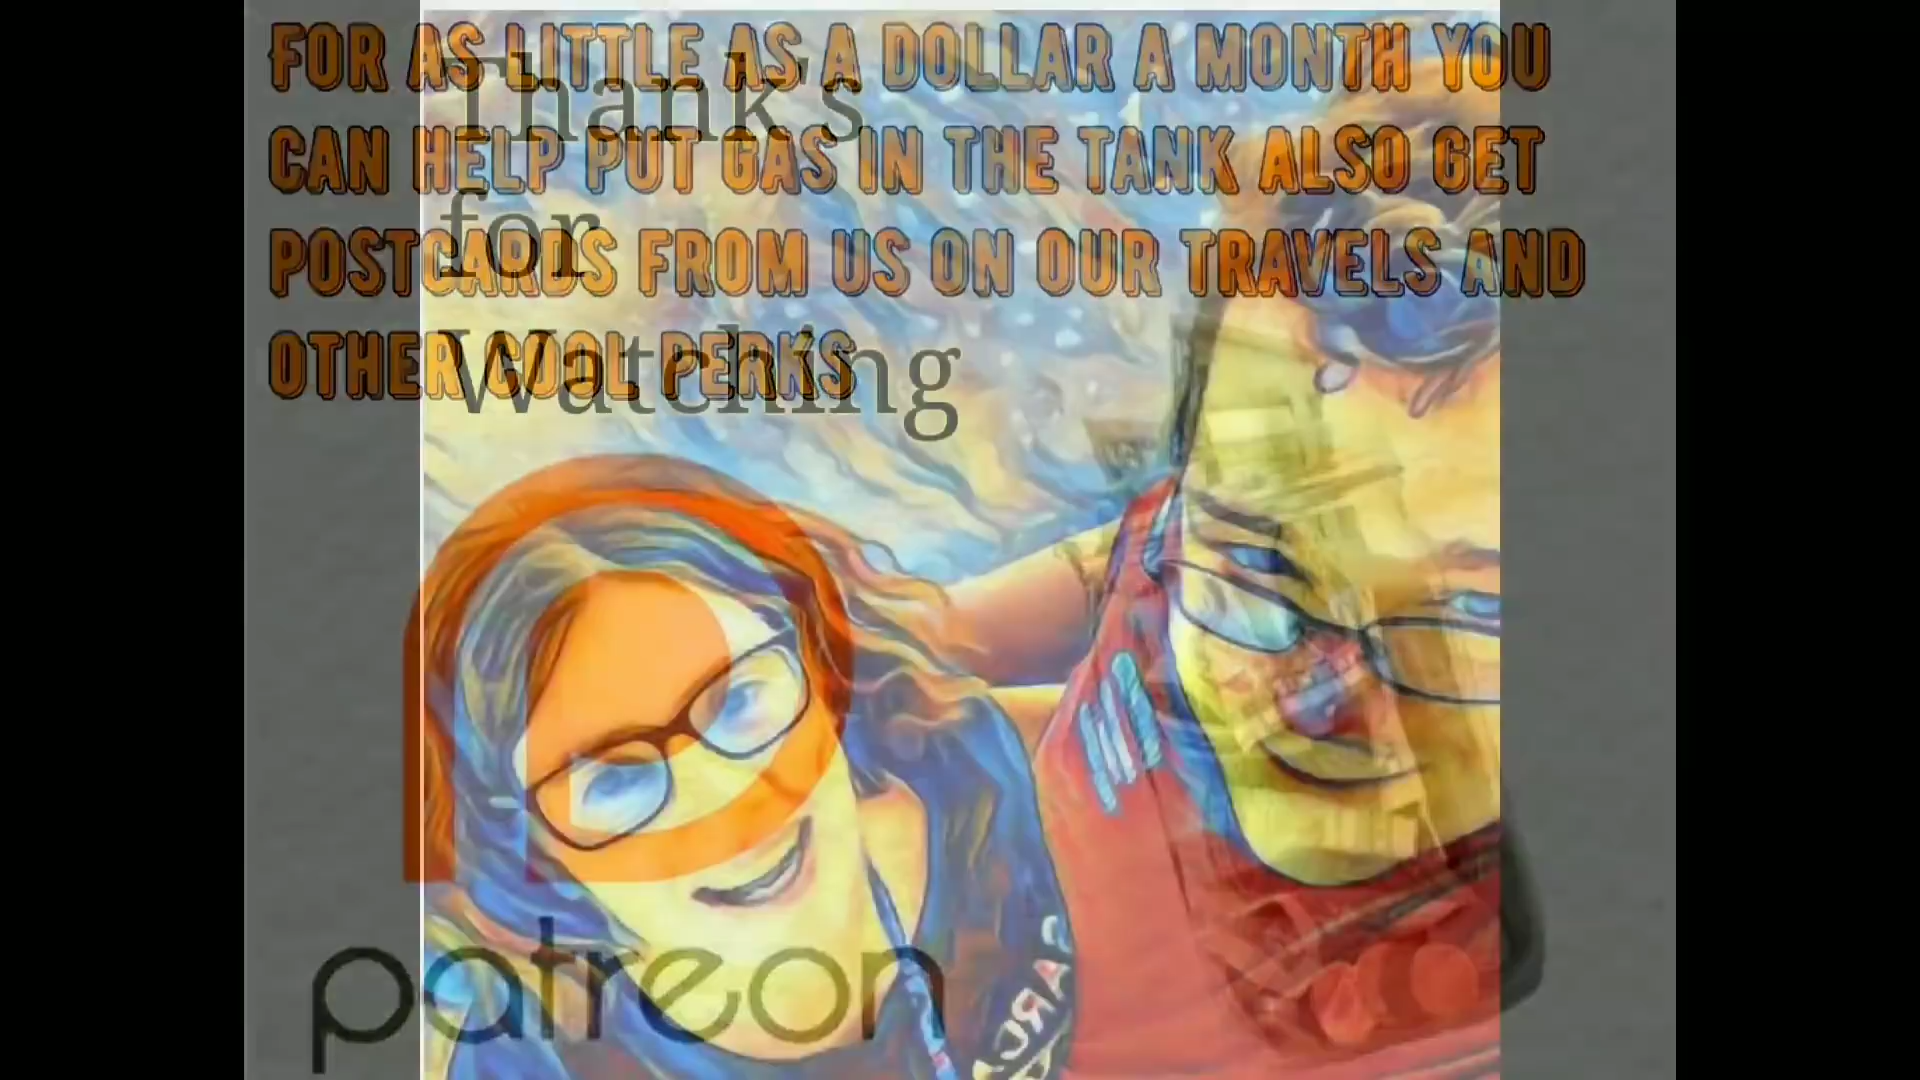 FOR AS LITTLE AS A DOLLAR A MONTH YOU
CAN HELP PUT GAS IN THE TANK ALSO GET
POSTCARDS FROM US ON OUR TRAVELS AND
OTHER COOL PERKS
Thank's
for
Watching
patreon